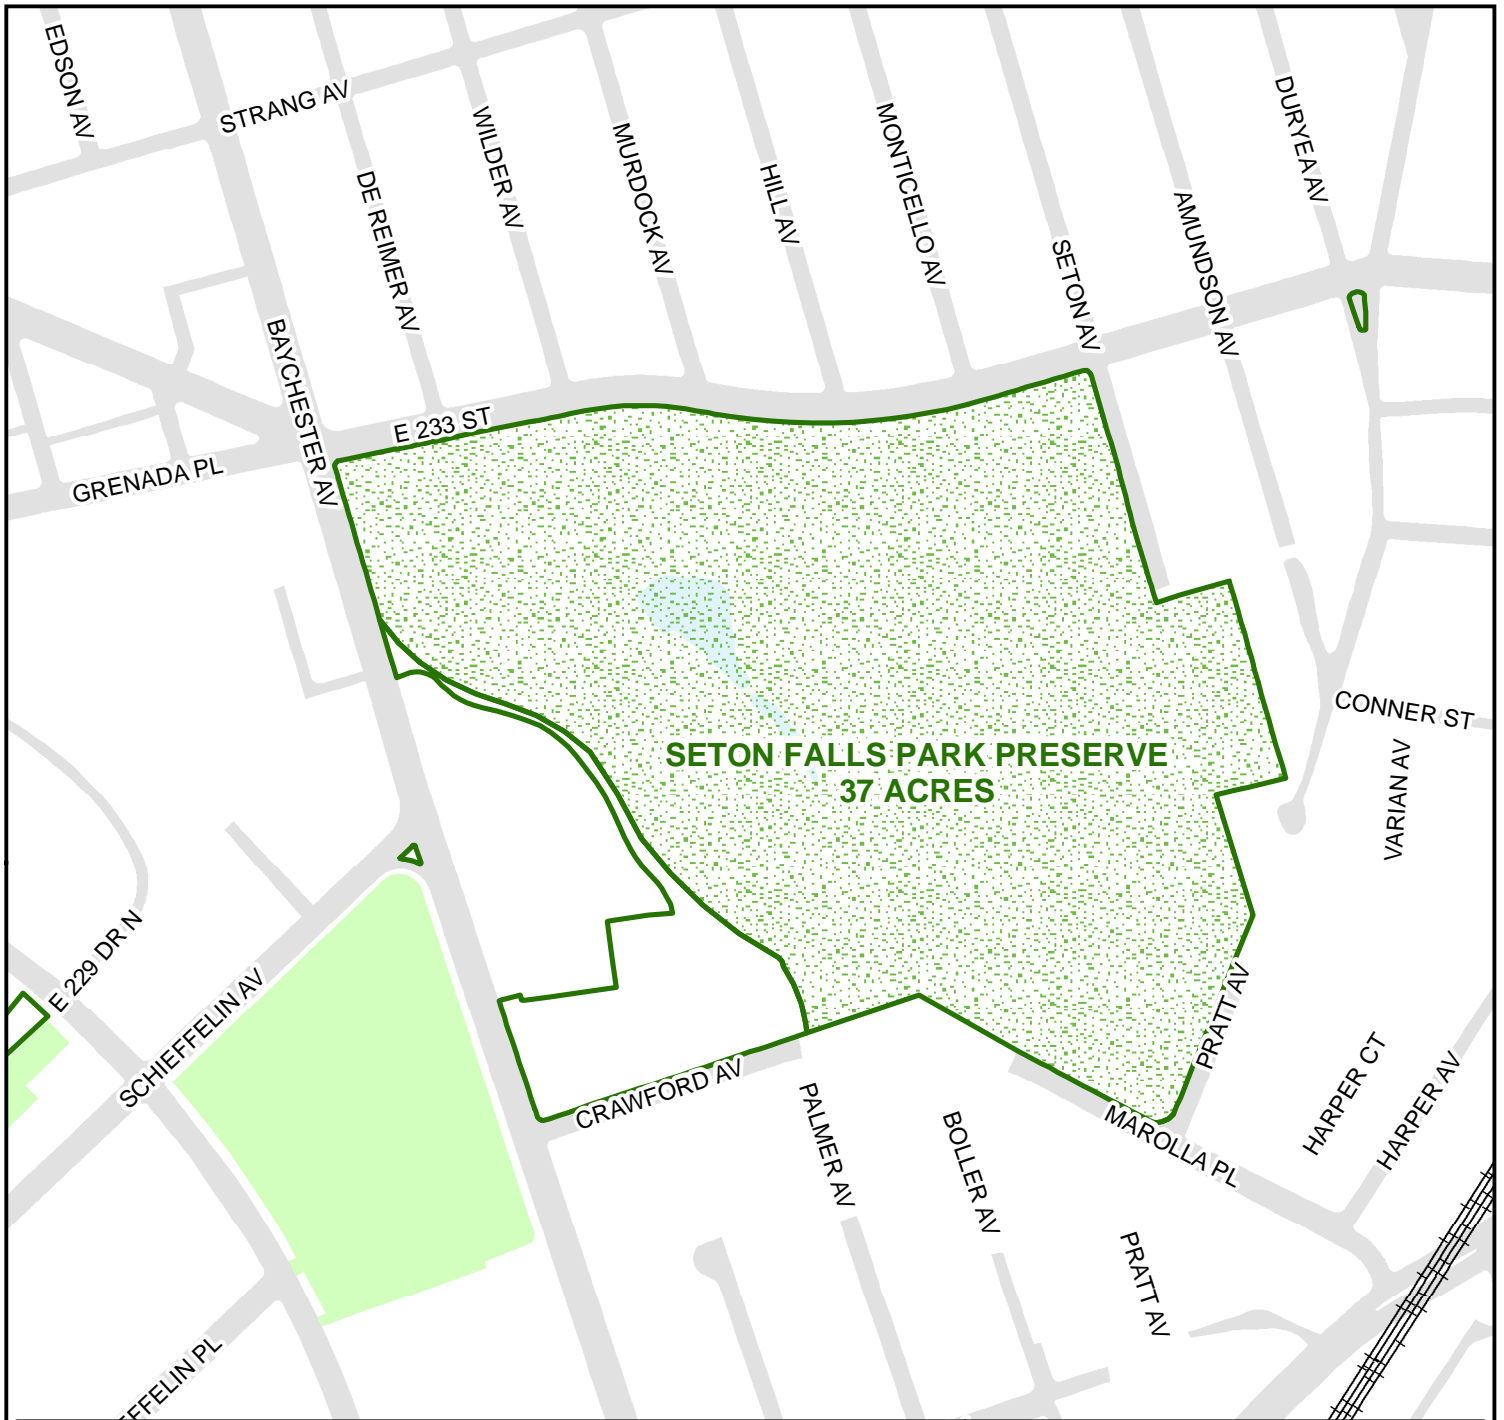 EDSON AV
STRANG AV
DE REIMER AV
WILDER AV
MURDOCK AV
HILL AV
MONTICELLO AV
SETON AV
AMUNDSON AV
DURYEA AV
BAYCHESTER AV
E 233 ST
GRENADA PL
CONNER ST
VARIAN AV
SETON FALLS PARK PRESERVE
37 ACRES
E 229 DR N
SCHIEFFELIN AV
PRATT AV
CRAWFORD AV
PALMER AV
BOLLER AV
MAROLLA PL
HARPER CT
HARPER AV
PRATT AV
EFFELIN PL